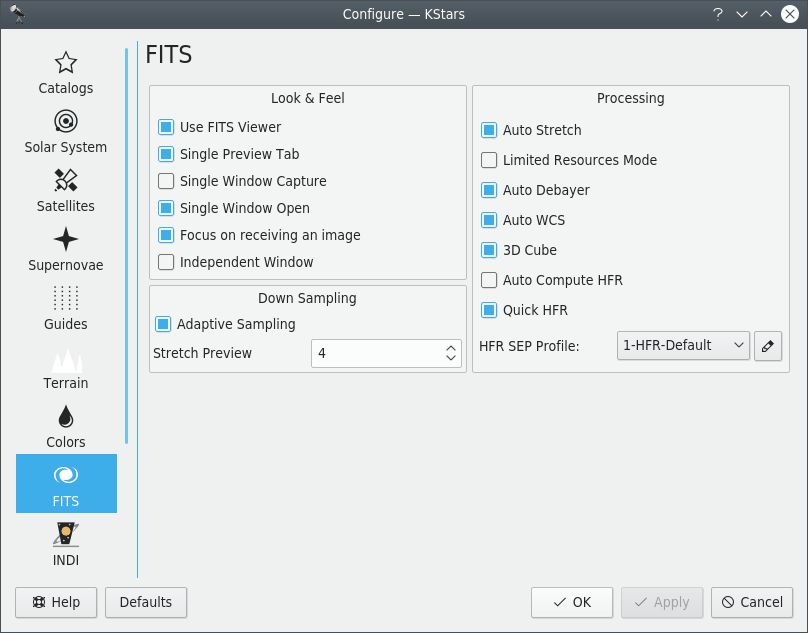 Configure — KStars
Catalogs
Solar System
Satellites
Supernovae
Guides
Terrain
Colors
FITS
INDI
FITS
Look & Feel
Use FITS Viewer
Single Preview Tab
Single Window Capture
Single Window Open
Focus on receiving an image
Independent Window
Down Sampling
Adaptive Sampling
Stretch Preview 4
Processing
Auto Stretch
Limited Resources Mode
Auto Debayer
Auto WCS
3D Cube
Auto Compute HFR
Quick HFR
HFR SEP Profile: 1-HFR-Default
Help Defaults OK Apply Cancel